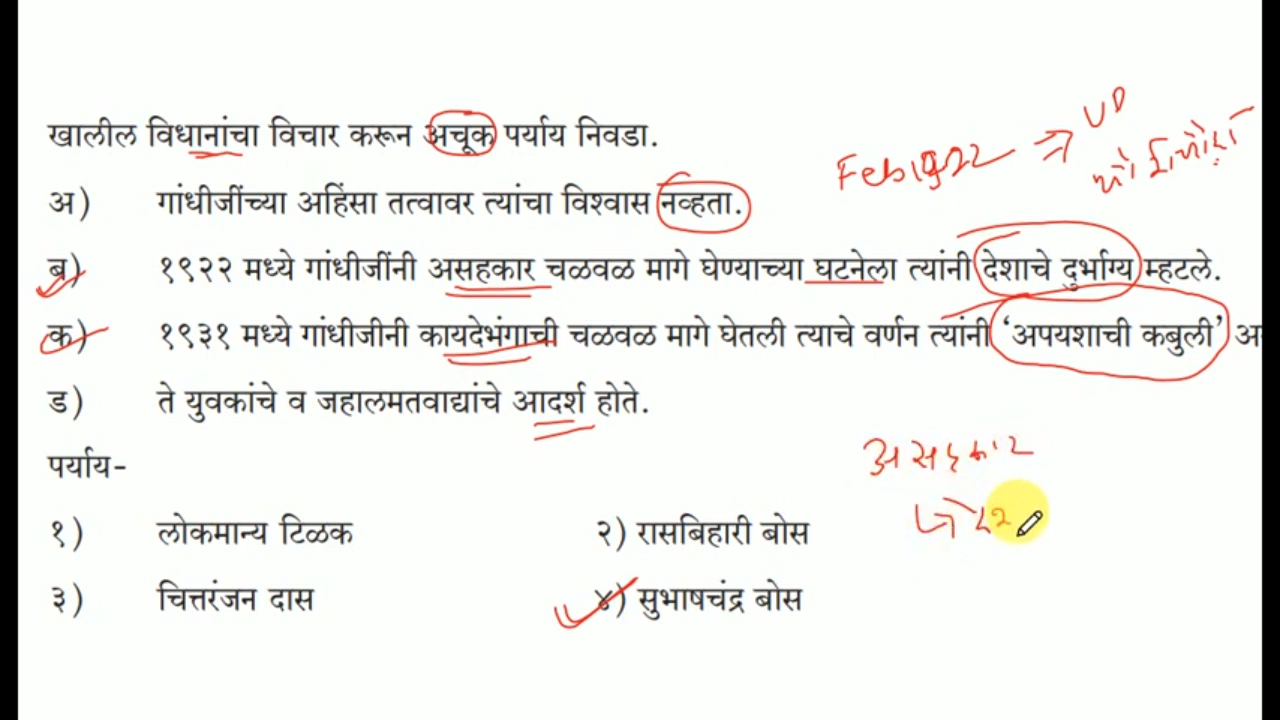 खालील विधानांचा विचार करून अचूक पर्याय निवडा.
अ) गांधीजींच्या अहिंसा तत्वावर त्यांचा विश्वास नव्हता.
ब) १९२२ मध्ये गांधीजींनी असहकार चळवळ मागे घेण्याच्या घटनेला त्यांनी देशाचे दुर्भाग्य म्हटले.
क) १९३१ मध्ये गांधीजीनी कायदेभंगाची चळवळ मागे घेतली त्याचे वर्णन त्यांनी ‘अपयशाची कबुली’
ड) ते युवकांचे व जहालमतवाद्यांचे आदर्श होते.
पर्याय-
१) लोकमान्य टिळक २) रासबिहारी बोस
३) चित्तरंजन दास ४) सुभाषचंद्र बोस
Feb 1922 ⇒ UP
असहकार